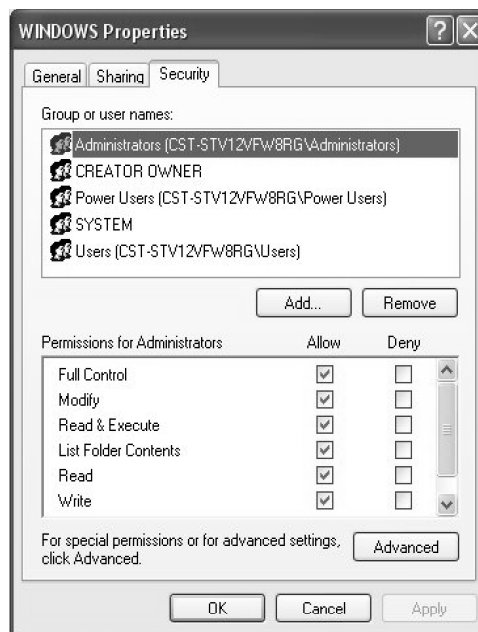 WINDOWS Properties
General Sharing Security
Group or user names:
Administrators (CST-STV12VFW8RG\Administrators)
CREATOR OWNER
Power Users (CST-STV12VFW8RG\Power Users)
SYSTEM
Users (CST-STV12VFW8RG\Users)
Add... Remove
Permissions for Administrators Allow Deny
Full Control
Modify
Read & Execute
List Folder Contents
Read
Write
For special permissions or for advanced settings,
click Advanced.
Advanced
OK Cancel Apply